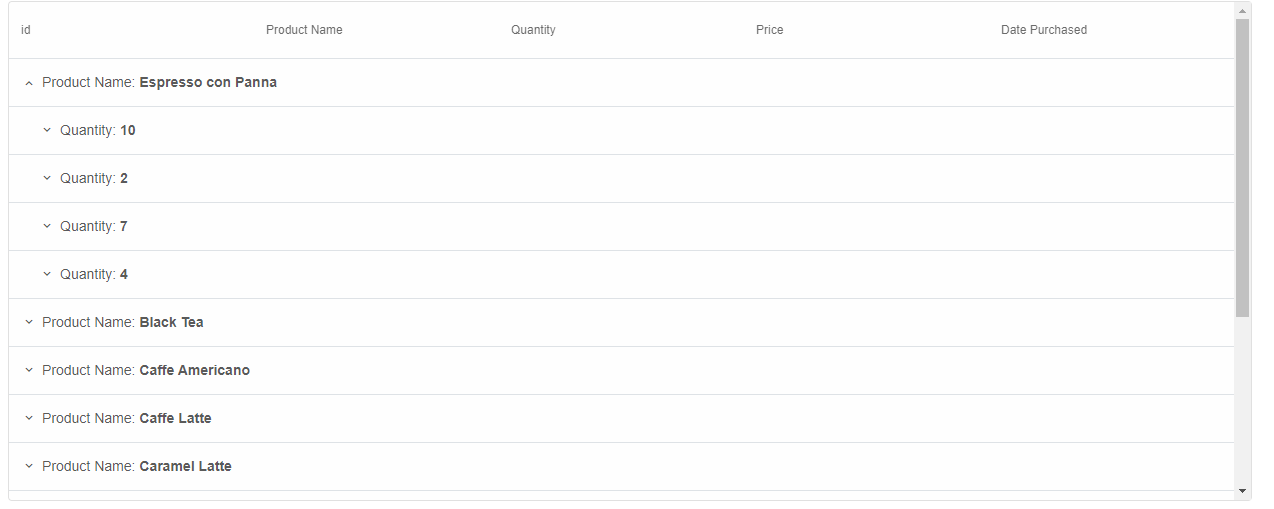 id Product Name Quantity Price Date Purchased
Product Name: Espresso con Panna
Quantity: 10
Quantity: 2
Quantity: 7
Quantity: 4
Product Name: Black Tea
Product Name: Caffe Americano
Product Name: Caffe Latte
Product Name: Caramel Latte